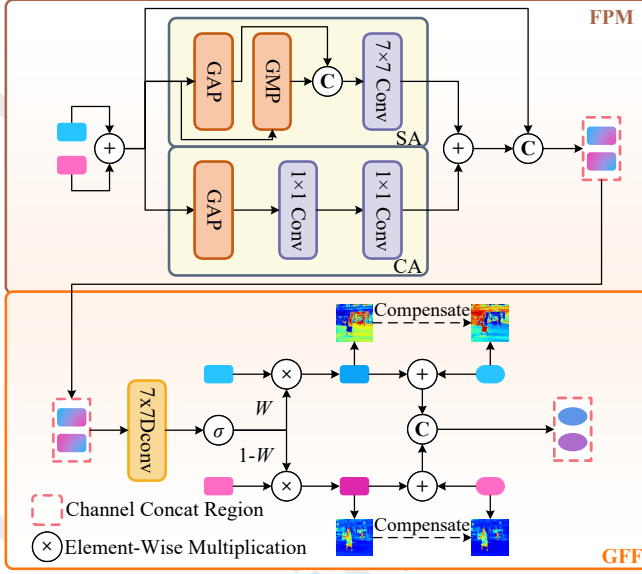 FPM
GAP
GMP
C
7×7 Conv
SA
+
+
C
GAP
1×1 Conv
1×1 Conv
CA
Compensate
7x7Dconv
σ
W
1-W
×
+
C
×
+
Compensate
Channel Concat Region
× Element-Wise Multiplication
GFF